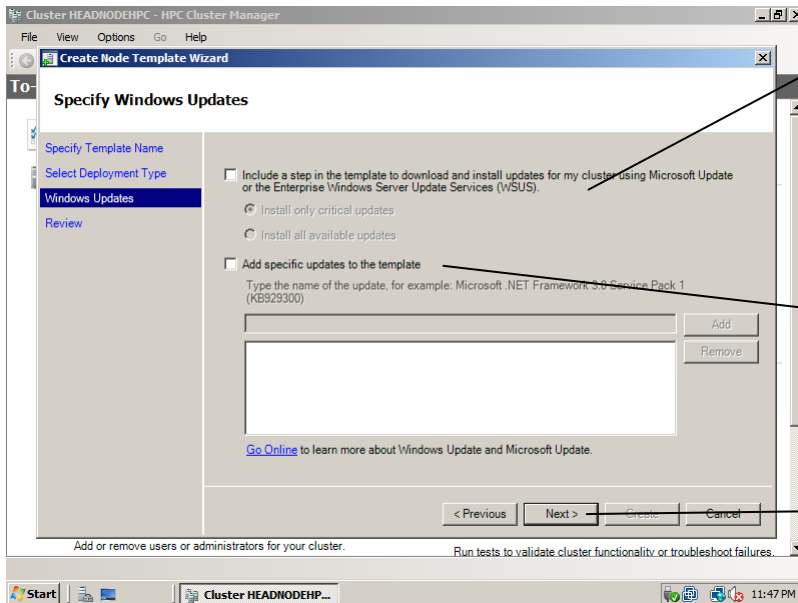 Cluster HEADNODEHPC - HPC Cluster Manager
File View Options Go Help
Create Node Template Wizard
To-
Specify Windows Updates
Specify Template Name
Select Deployment Type
Windows Updates
Review
Include a step in the template to download and install updates for my cluster using Microsoft Update
or the Enterprise Windows Server Update Services (WSUS).
Install only critical updates
Install all available updates
Add specific updates to the template
Type the name of the update, for example: Microsoft .NET Framework 3.0 Service Pack 1
(KB929300)
Add
Remove
Go Online to learn more about Windows Update and Microsoft Update.
< Previous Next > Create Cancel
Add or remove users or administrators for your cluster.
Run tests to validate cluster functionality or troubleshoot failures.
Start Cluster HEADNODEHP... 11:47 PM